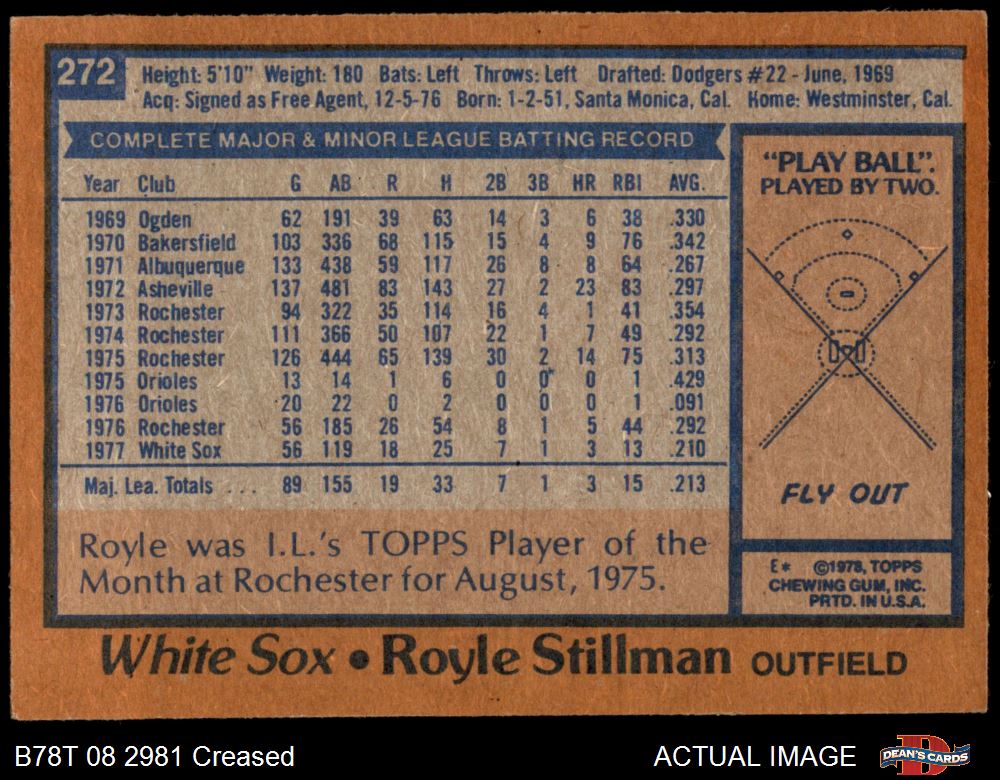 272
Height: 5'10" Weight: 180 Bats: Left Throws: Left Drafted: Dodgers #22 - June, 1969
Acq: Signed as Free Agent, 12-5-76 Born: 1-2-51, Santa Monica, Cal. Home: Westminster, Cal.
COMPLETE MAJOR & MINOR LEAGUE BATTING RECORD
Year Club G AB R H 2B 3B HR RBI AVG.
1969 Ogden 62 191 39 63 14 3 6 38 .330
1970 Bakersfield 103 336 68 115 15 4 9 76 .342
1971 Albuquerque 133 438 59 117 26 8 8 64 .267
1972 Asheville 137 481 83 143 27 2 23 83 .297
1973 Rochester 94 322 35 114 16 4 1 41 .354
1974 Rochester 111 366 50 107 22 1 7 49 .292
1975 Rochester 126 444 65 139 30 2 14 75 .313
1975 Orioles 13 14 1 6 0 0 0 1 .429
1976 Orioles 20 22 0 2 0 0 0 1 .091
1976 Rochester 56 185 26 54 8 1 5 44 .292
1977 White Sox 56 119 18 25 7 1 3 13 .210
Maj. Lea. Totals ... 89 155 19 33 7 1 3 15 .213
Royle was I.L.'s TOPPS Player of the
Month at Rochester for August, 1975.
"PLAY BALL".
PLAYED BY TWO.
FLY OUT
E* ©1978, TOPPS
CHEWING GUM, INC.
PRTD. IN U.S.A.
White Sox • Royle Stillman OUTFIELD
B78T 08 2981 Creased
ACTUAL IMAGE
DEAN'S CARDS